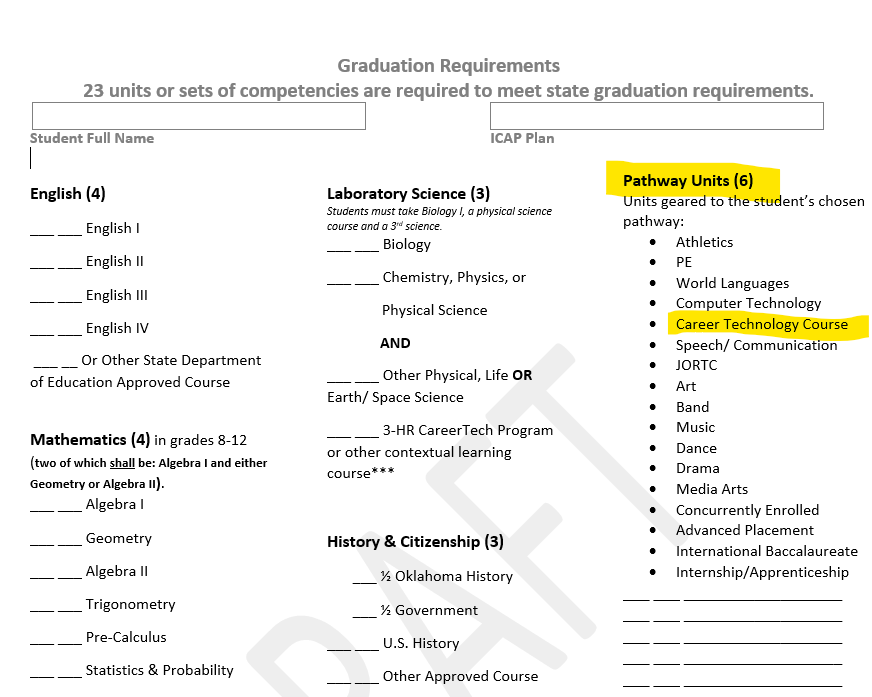 Graduation Requirements
23 units or sets of competencies are required to meet state graduation requirements.
Student Full Name
ICAP Plan
English (4)
___ ___ English I
___ ___ English II
___ ___ English III
___ ___ English IV
___ __ Or Other State Department
of Education Approved Course
Mathematics (4) in grades 8-12
(two of which shall be: Algebra I and either
Geometry or Algebra II).
___ ___ Algebra I
___ ___ Geometry
___ ___ Algebra II
___ ___ Trigonometry
___ ___ Pre-Calculus
___ ___ Statistics & Probability
Laboratory Science (3)
Students must take Biology I, a physical science
course and a 3rd science.
___ ___ Biology
___ ___ Chemistry, Physics, or
Physical Science
AND
___ ___ Other Physical, Life OR
Earth/ Space Science
___ ___ 3-HR CareerTech Program
or other contextual learning
course***
History & Citizenship (3)
___ ½ Oklahoma History
___ ½ Government
___ ___ U.S. History
___ ___ Other Approved Course
Pathway Units (6)
Units geared to the student’s chosen
pathway:
• Athletics
• PE
• World Languages
• Computer Technology
• Career Technology Course
• Speech/ Communication
• JORTC
• Art
• Band
• Music
• Dance
• Drama
• Media Arts
• Concurrently Enrolled
• Advanced Placement
• International Baccalaureate
• Internship/Apprenticeship
___ ___ __________________
___ ___ __________________
___ ___ __________________
___ ___ __________________
___ ___ __________________
DRAFT